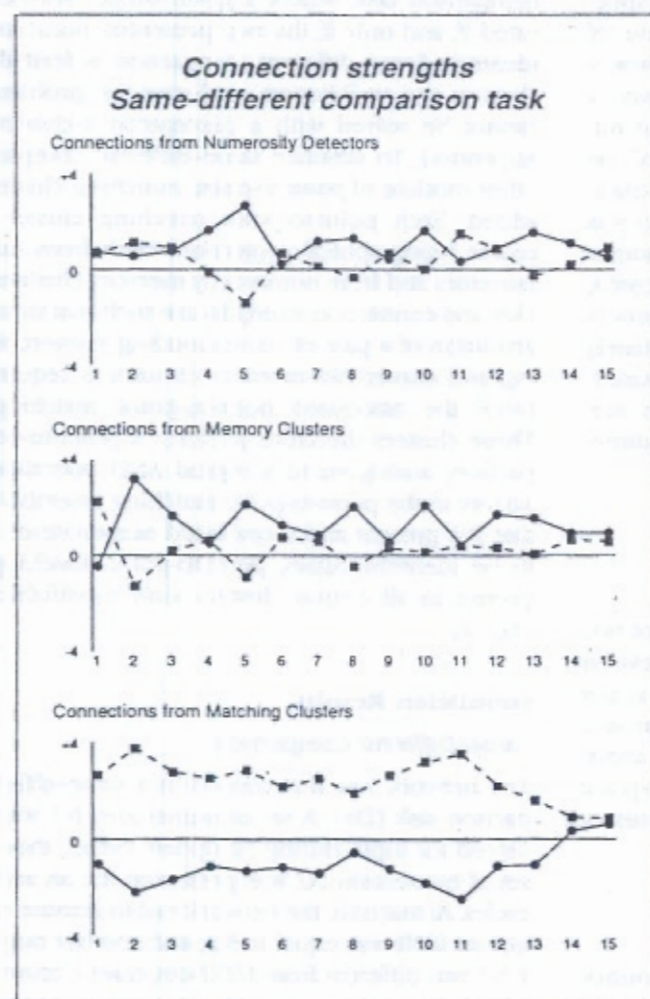 Connection strengths
Same-different comparison task
Connections from Numerosity Detectors
+4
0
-4
1 2 3 4 5 6 7 8 9 10 11 12 13 14 15
Connections from Memory Clusters
+4
0
-4
1 2 3 4 5 6 7 8 9 10 11 12 13 14 15
Connections from Matching Clusters
+4
0
-4
1 2 3 4 5 6 7 8 9 10 11 12 13 14 15